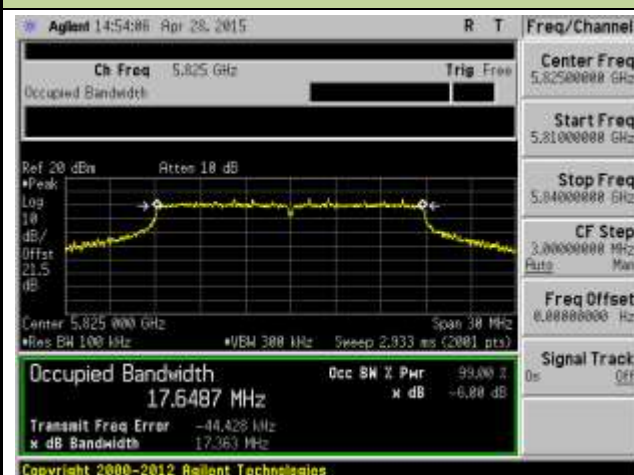 Agilent 14:54:06 Apr 28, 2015 R T
Freq/Channel
Ch Freq 5.825 GHz Trig Free
Occupied Bandwidth
Center Freq
5.82500000 GHz
Start Freq
5.81000000 GHz
Stop Freq
5.84000000 GHz
CF Step
3.00000000 MHz
Auto Man
Freq Offset
0.00000000 Hz
Signal Track
On Off
Ref 20 dBm Atten 10 dB
•Peak
Log
10
dB/
Offst
21.5
dB
Center 5.825 000 GHz Span 30 MHz
•Res BW 100 kHz •VBW 300 kHz Sweep 2.933 ms (2001 pts)
Occupied Bandwidth Occ BW % Pwr 99.00 %
17.6487 MHz x dB -6.00 dB
Transmit Freq Error -44.428 kHz
x dB Bandwidth 17.363 MHz
Copyright 2000-2012 Agilent Technologies